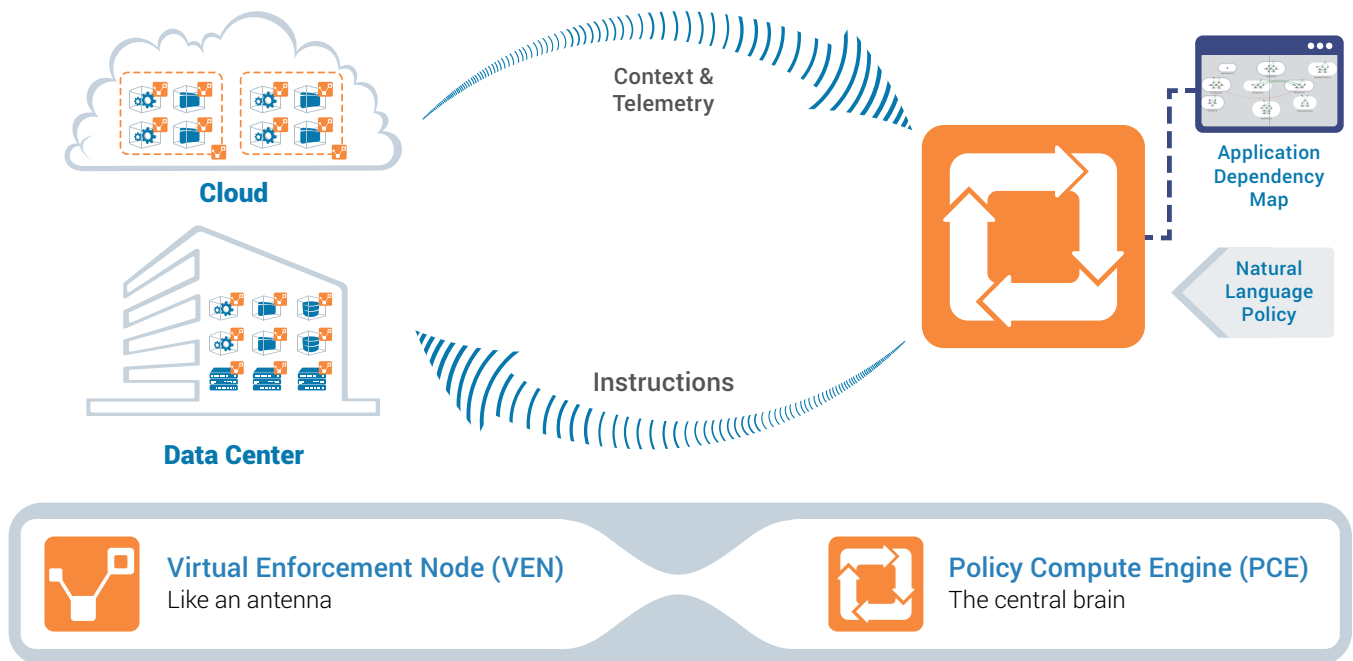 Context &
Telemetry
Cloud
Application
Dependency
Map
Natural
Language
Policy
Instructions
Data Center
Virtual Enforcement Node (VEN)
Like an antenna
Policy Compute Engine (PCE)
The central brain